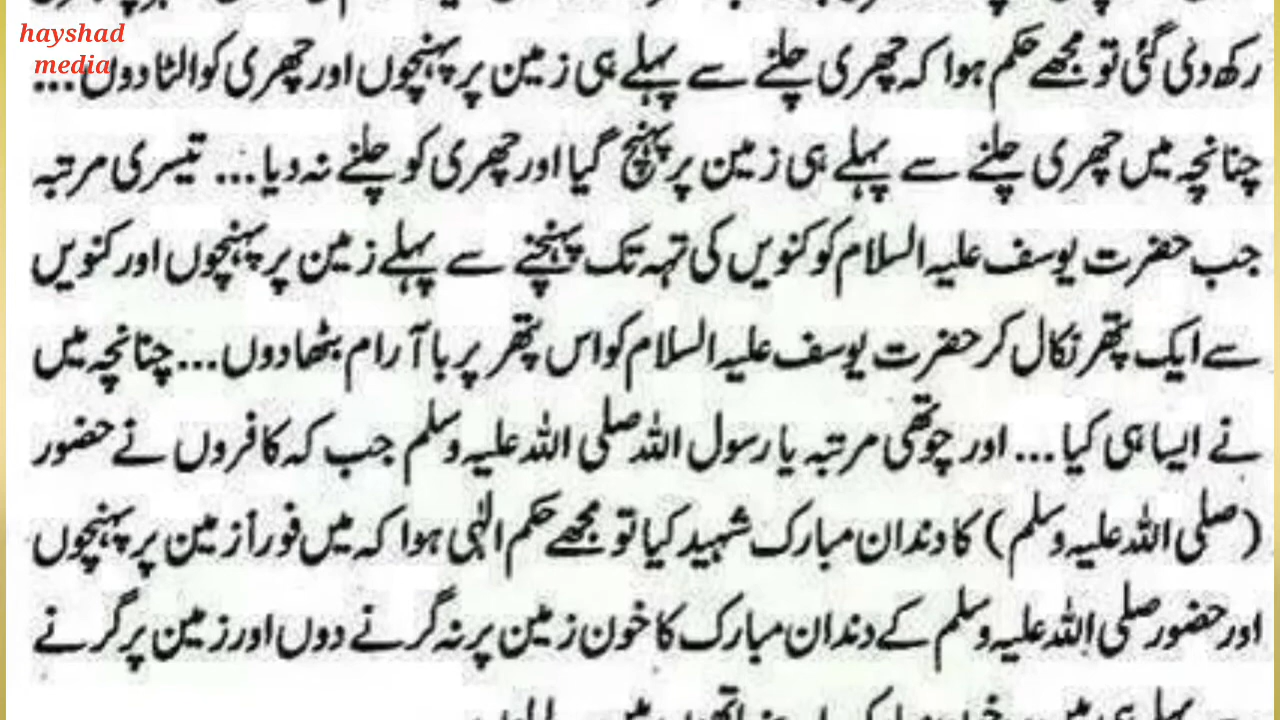 hayshad
media
رکھ دی گئی تو مجھے حکم ہوا کہ چھری چلنے سے پہلے ہی زمین پر پہنچوں اور چھری کو الٹا دوں...
چنانچہ میں چھری چلنے سے پہلے ہی زمین پر پہنچ گیا اور چھری کو چلنے نہ دیا... تیسری مرتبہ
جب حضرت یوسف علیہ السلام کو کنویں کی تہہ تک پہنچنے سے پہلے زمین پر پہنچوں اور کنویں
سے ایک پتھر نکال کر حضرت یوسف علیہ السلام کو اس پتھر پر باآرام بٹھا دوں... چنانچہ میں
نے ایسا ہی کیا... اور چوتھی مرتبہ یا رسول اللہ صلی اللہ علیہ وسلم جب کہ کافروں نے حضور
(صلی اللہ علیہ وسلم) کا دندان مبارک شہید کیا تو مجھے حکم الٰہی ہوا کہ میں فوراً زمین پر پہنچوں
اور حضور صلی اللہ علیہ وسلم کے دندان مبارک کا خون زمین پر نہ گرنے دوں اور زمین پر گرنے